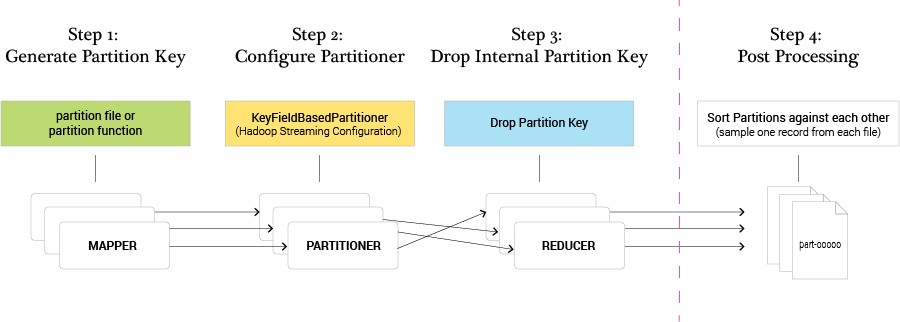 Step 1:
Generate Partition Key
Step 2:
Configure Partitioner
Step 3:
Drop Internal Partition Key
Step 4:
Post Processing
partition file or
partition function
KeyFieldBasedPartitioner
(Hadoop Streaming Configuration)
Drop Partition Key
Sort Partitions against each other
(sample one record from each file)
MAPPER
PARTITIONER
REDUCER
part-00000